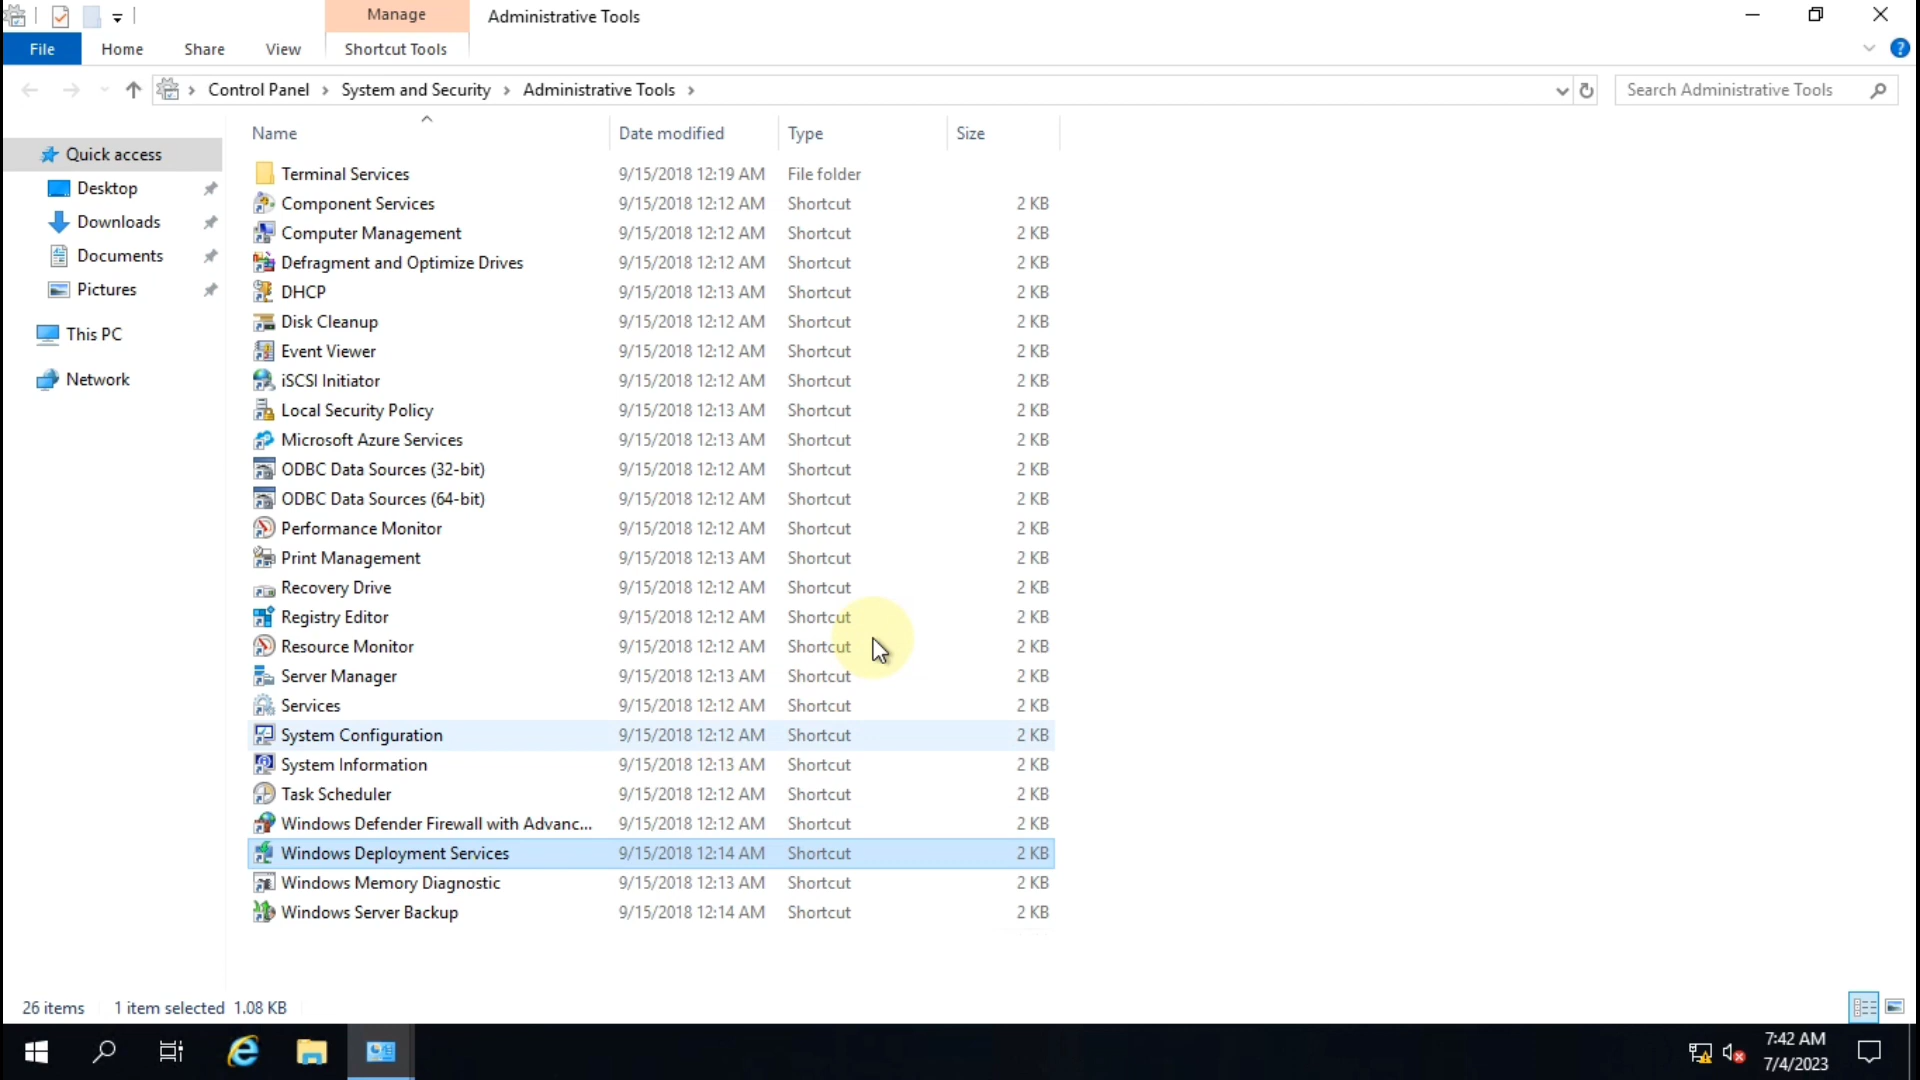 Manage
Administrative Tools
File
Home
Share
View
Shortcut Tools
?
Control Panel > System and Security > Administrative Tools >
Search Administrative Tools
Name
Date modified
Type
Size
Quick access
Desktop
Downloads
Documents
Pictures
This PC
Network
Terminal Services 9/15/2018 12:19 AM File folder
Component Services 9/15/2018 12:12 AM Shortcut 2 KB
Computer Management 9/15/2018 12:12 AM Shortcut 2 KB
Defragment and Optimize Drives 9/15/2018 12:12 AM Shortcut 2 KB
DHCP 9/15/2018 12:13 AM Shortcut 2 KB
Disk Cleanup 9/15/2018 12:12 AM Shortcut 2 KB
Event Viewer 9/15/2018 12:12 AM Shortcut 2 KB
iSCSI Initiator 9/15/2018 12:12 AM Shortcut 2 KB
Local Security Policy 9/15/2018 12:13 AM Shortcut 2 KB
Microsoft Azure Services 9/15/2018 12:13 AM Shortcut 2 KB
ODBC Data Sources (32-bit) 9/15/2018 12:12 AM Shortcut 2 KB
ODBC Data Sources (64-bit) 9/15/2018 12:12 AM Shortcut 2 KB
Performance Monitor 9/15/2018 12:12 AM Shortcut 2 KB
Print Management 9/15/2018 12:13 AM Shortcut 2 KB
Recovery Drive 9/15/2018 12:12 AM Shortcut 2 KB
Registry Editor 9/15/2018 12:12 AM Shortcut 2 KB
Resource Monitor 9/15/2018 12:12 AM Shortcut 2 KB
Server Manager 9/15/2018 12:13 AM Shortcut 2 KB
Services 9/15/2018 12:12 AM Shortcut 2 KB
System Configuration 9/15/2018 12:12 AM Shortcut 2 KB
System Information 9/15/2018 12:13 AM Shortcut 2 KB
Task Scheduler 9/15/2018 12:12 AM Shortcut 2 KB
Windows Defender Firewall with Advanc... 9/15/2018 12:12 AM Shortcut 2 KB
Windows Deployment Services 9/15/2018 12:14 AM Shortcut 2 KB
Windows Memory Diagnostic 9/15/2018 12:13 AM Shortcut 2 KB
Windows Server Backup 9/15/2018 12:14 AM Shortcut 2 KB
26 items 1 item selected 1.08 KB
7:42 AM
7/4/2023